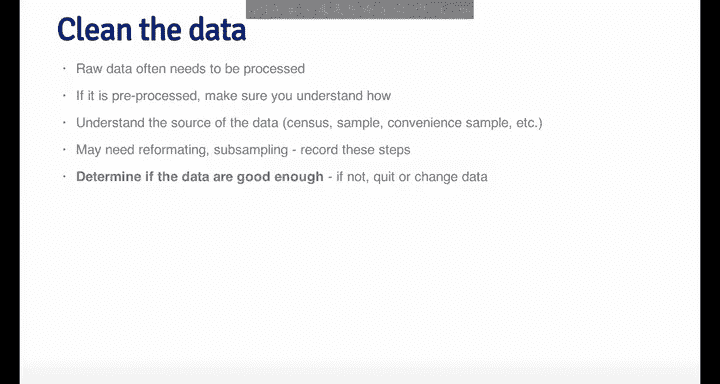 Clean the data
· Raw data often needs to be processed
· If it is pre-processed, make sure you understand how
· Understand the source of the data (census, sample, convenience sample, etc.)
· May need reformating, subsampling - record these steps
· Determine if the data are good enough - if not, quit or change data